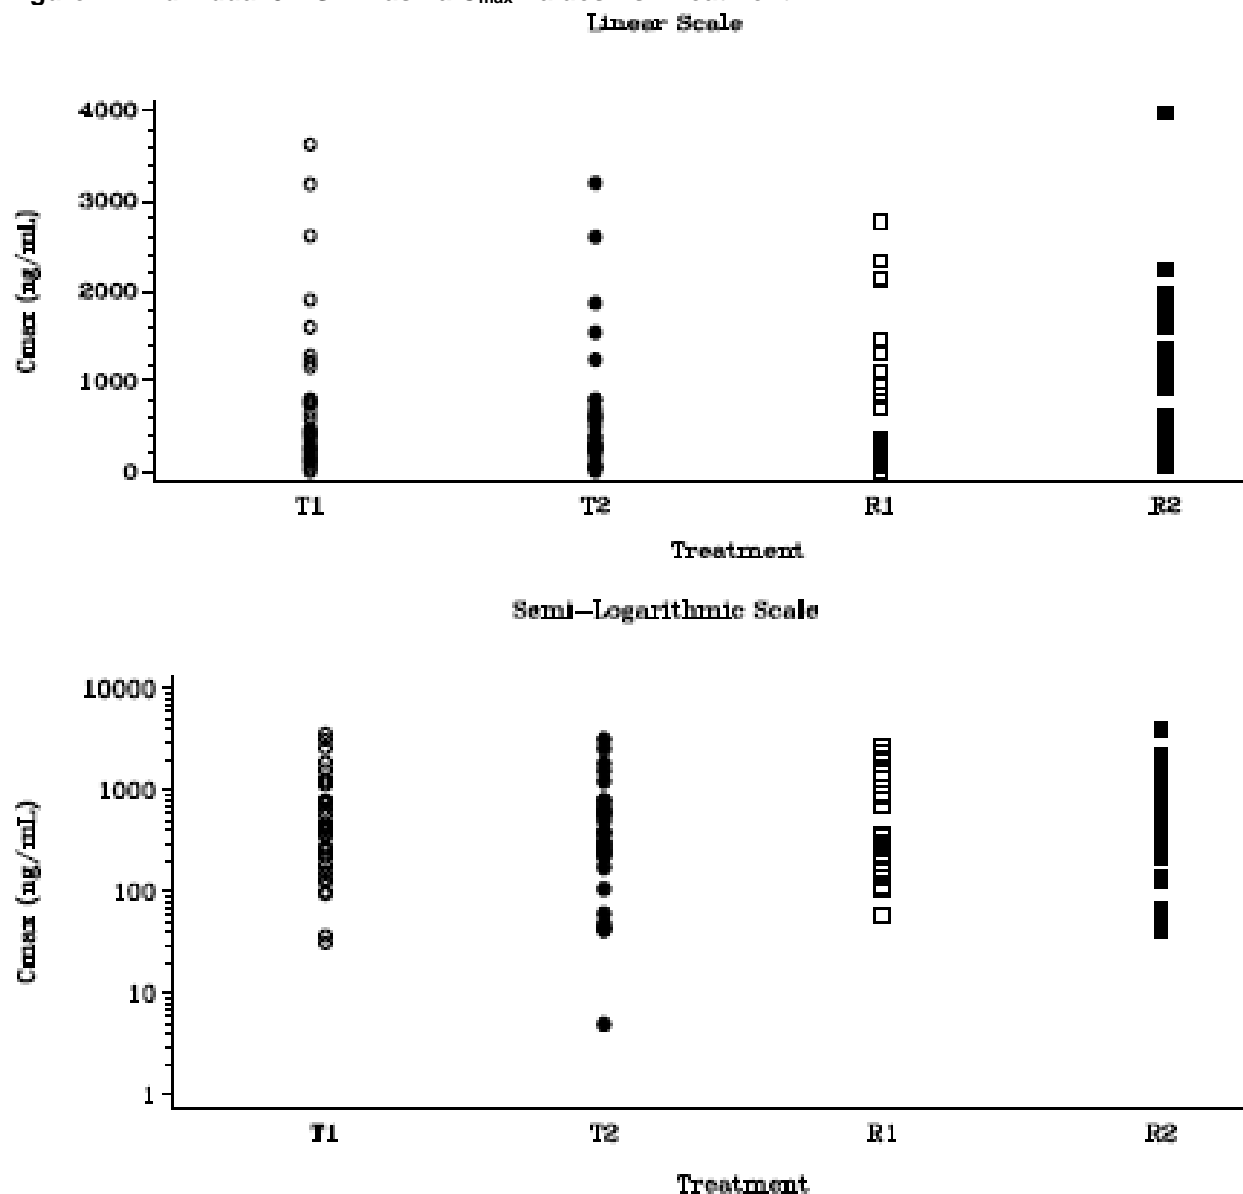 Linear Scale
4000
3000
2000
1000
0
Cmax (ng/mL)
T1 T2 R1 R2
Treatment
Semi-Logarithmic Scale
10000
1000
100
10
1
Cmax (ng/mL)
T1 T2 R1 R2
Treatment